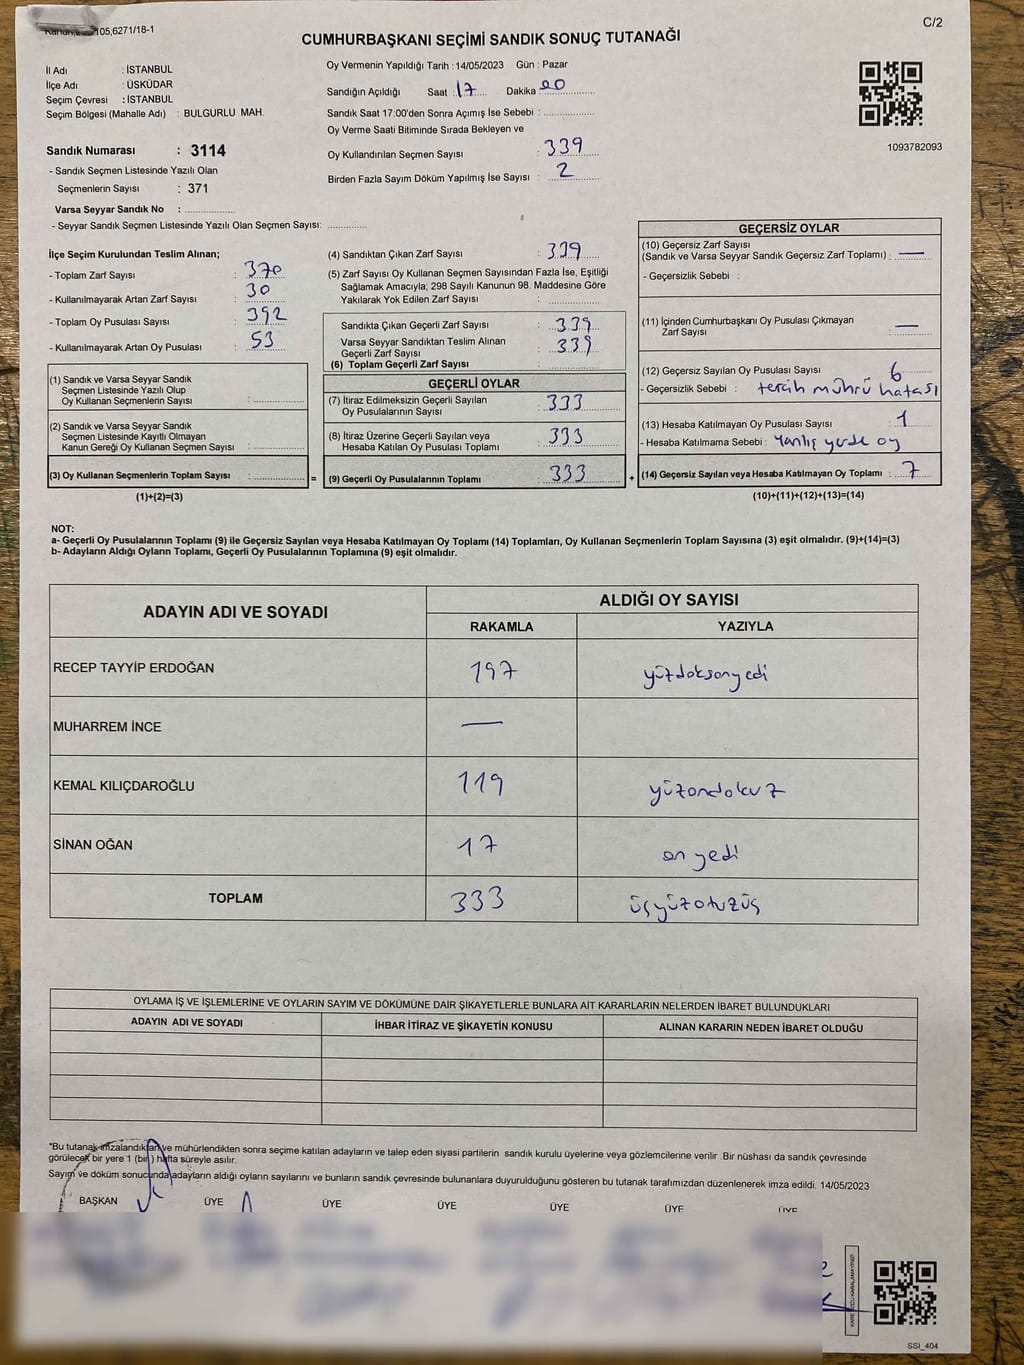 105,6271/18-1
C/2
CUMHURBAŞKANI SEÇİMİ SANDIK SONUÇ TUTANAĞI
İl Adı : İSTANBUL
İlçe Adı : ÜSKÜDAR
Seçim Çevresi : İSTANBUL
Seçim Bölgesi (Mahalle Adı) : BULGURLU MAH.
Sandık Numarası : 3114
- Sandık Seçmen Listesinde Yazılı Olan
Seçmenlerin Sayısı : 371
Varsa Seyyar Sandık No :
- Seyyar Sandık Seçmen Listesinde Yazılı Olan Seçmen Sayısı:
Oy Vermenin Yapıldığı Tarih :14/05/2023 Gün : Pazar
Sandığın Açıldığı Saat : 17 Dakika 00
Sandık Saat 17:00'den Sonra Açımış İse Sebebi :
Oy Verme Saati Bitiminde Sırada Bekleyen ve
Oy Kullandırılan Seçmen Sayısı : 339
Birden Fazla Sayım Döküm Yapılmış İse Sayısı : 2
1093782093
İlçe Seçim Kurulundan Teslim Alınan;
- Toplam Zarf Sayısı : 370
- Kullanılmayarak Artan Zarf Sayısı : 30
- Toplam Oy Pusulası Sayısı : 392
- Kullanılmayarak Artan Oy Pusulası : 53
(1) Sandık ve Varsa Seyyar Sandık
Seçmen Listesinde Yazılı Olup
Oy Kullanan Seçmenlerin Sayısı :
(2) Sandık ve Varsa Seyyar Sandık
Seçmen Listesinde Kayıtlı Olmayan
Kanun Gereği Oy Kullanan Seçmen Sayısı :
(3) Oy Kullanan Seçmenlerin Toplam Sayısı : =
(1)+(2)=(3)
(4) Sandıktan Çıkan Zarf Sayısı : 339
(5) Zarf Sayısı Oy Kullanan Seçmen Sayısından Fazla İse, Eşitliği
Sağlamak Amacıyla; 298 Sayılı Kanunun 98. Maddesine Göre
Yakılarak Yok Edilen Zarf Sayısı :
Sandıkta Çıkan Geçerli Zarf Sayısı : 339
Varsa Seyyar Sandıktan Teslim Alınan
Geçerli Zarf Sayısı : 339
(6) Toplam Geçerli Zarf Sayısı :
GEÇERLİ OYLAR
(7) İtiraz Edilmeksizin Geçerli Sayılan
Oy Pusulalarının Sayısı : 333
(8) İtiraz Üzerine Geçerli Sayılan veya
Hesaba Katılan Oy Pusulası Toplamı : 333
(9) Geçerli Oy Pusulalarının Toplamı : 333 +
GEÇERSİZ OYLAR
(10) Geçersiz Zarf Sayısı
(Sandık ve Varsa Seyyar Sandık Geçersiz Zarf Toplamı) : —
- Geçersizlik Sebebi :
(11) İçinden Cumhurbaşkanı Oy Pusulası Çıkmayan
Zarf Sayısı : —
(12) Geçersiz Sayılan Oy Pusulası Sayısı : 6
- Geçersizlik Sebebi : tercih mührü hatası
(13) Hesaba Katılmayan Oy Pusulası Sayısı : 1
- Hesaba Katılmama Sebebi : Yanlış yerde oy
(14) Geçersiz Sayılan veya Hesaba Katılmayan Oy Toplamı : 7
(10)+(11)+(12)+(13)=(14)
NOT:
a- Geçerli Oy Pusulalarının Toplamı (9) ile Geçersiz Sayılan veya Hesaba Katılmayan Oy Toplamı (14) Toplamları, Oy Kullanan Seçmenlerin Toplam Sayısına (3) eşit olmalıdır. (9)+(14)=(3)
b- Adayların Aldığı Oyların Toplamı, Geçerli Oy Pusulalarının Toplamına (9) eşit olmalıdır.
ADAYIN ADI VE SOYADI
ALDIĞI OY SAYISI
RAKAMLA YAZIYLA
RECEP TAYYİP ERDOĞAN 197 yüzdoksanyedi
MUHARREM İNCE —
KEMAL KILIÇDAROĞLU 119 yüzondokuz
SİNAN OĞAN 17 on yedi
TOPLAM 333 üçyüzotuzüç
OYLAMA İŞ VE İŞLEMLERİNE VE OYLARIN SAYIM VE DÖKÜMÜNE DAİR ŞİKAYETLERLE BUNLARA AİT KARARLARIN NELERDEN İBARET BULUNDUKLARI
ADAYIN ADI VE SOYADI İHBAR İTİRAZ VE ŞİKAYETİN KONUSU ALINAN KARARIN NEDEN İBARET OLDUĞU
*Bu tutanak imzalandıktan ve mühürlendikten sonra seçime katılan adayların ve talep eden siyasi partilerin sandık kurulu üyelerine veya gözlemcilerine verilir. Bir nüshası da sandık çevresinde
görülecek bir yere 1 (bir ) hafta süreyle asılır.
Sayım ve döküm sonucunda adayların aldığı oyların sayılarını ve bunların sandık çevresinde bulunanlara duyurulduğunu gösteren bu tutanak tarafımızdan düzenlenerek imza edildi. 14/05/2023
BAŞKAN ÜYE ÜYE ÜYE ÜYE ÜYE ÜYE
SSI_404